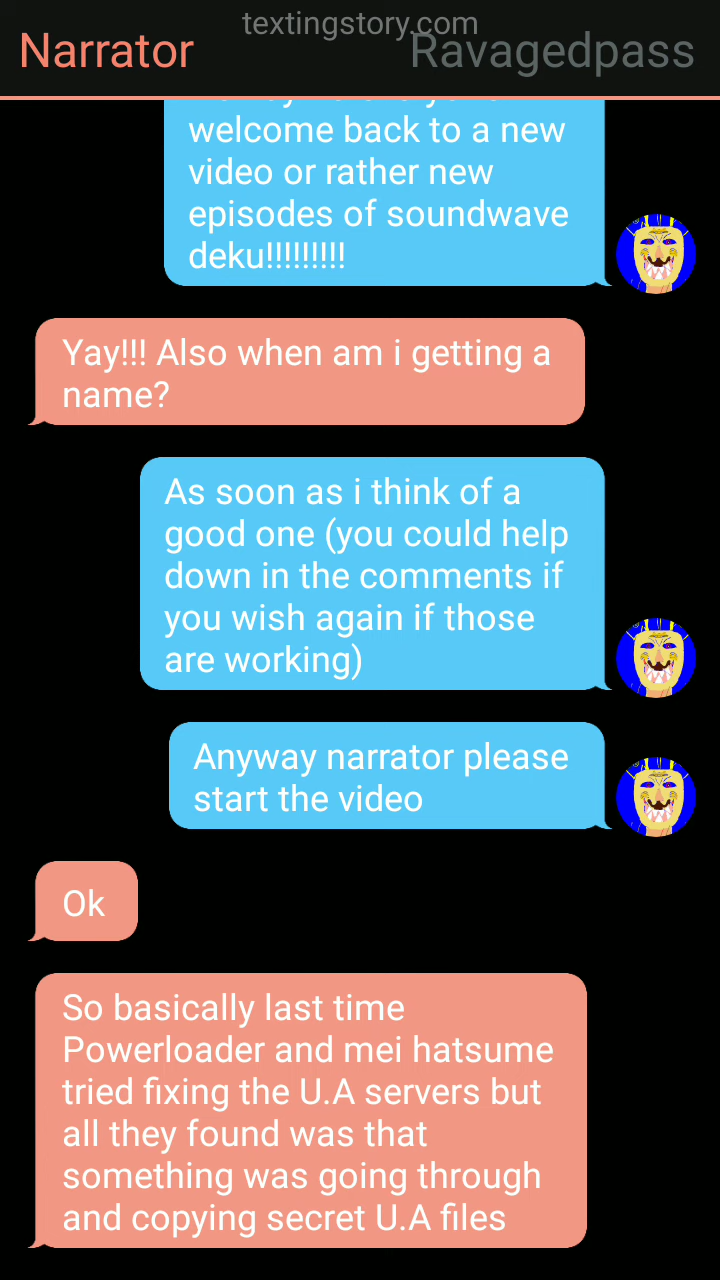 textingstory.com
Narrator
Ravagedpass
welcome back to a new
video or rather new
episodes of soundwave
deku!!!!!!!!!
Yay!!! Also when am i getting a
name?
As soon as i think of a
good one (you could help
down in the comments if
you wish again if those
are working)
Anyway narrator please
start the video
Ok
So basically last time
Powerloader and mei hatsume
tried fixing the U.A servers but
all they found was that
something was going through
and copying secret U.A files